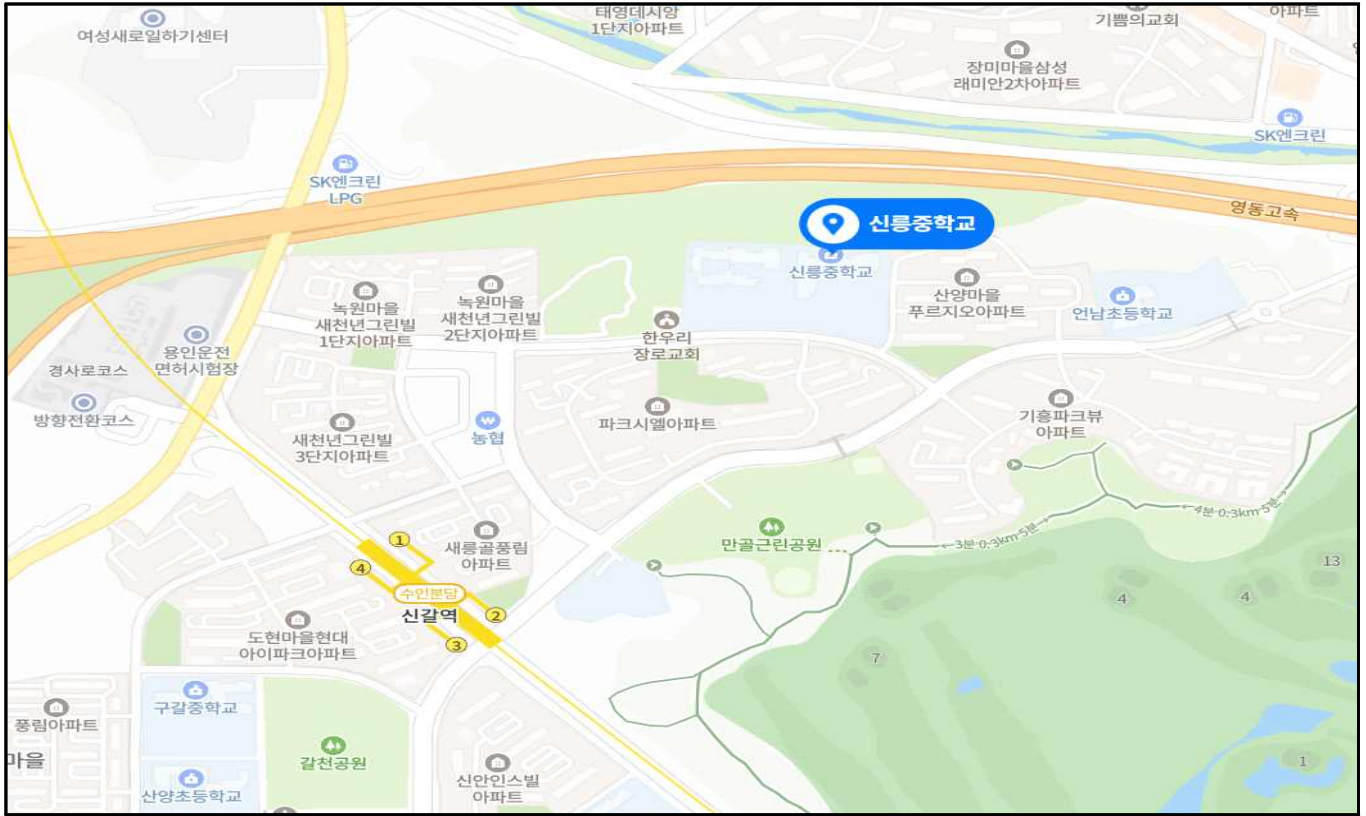 태영데시앙
1단지아파트
기쁨의교회
아파트
여성새로일하기센터
장미마을삼성
래미안2차아파트
SK엔크린
SK엔크린
LPG
영동고속
신릉중학교
신릉중학교
녹원마을
새천년그린빌
1단지아파트
녹원마을
새천년그린빌
2단지아파트
산양마을
푸르지오아파트
언남초등학교
한우리
장로교회
용인운전
면허시험장
경사로코스
방향전환코스
새천년그린빌
3단지아파트
농협
파크시엘아파트
기흥파크뷰
아파트
←4분 0.3km 5분→
←3분 0.3km 5분→
만골근린공원
새릉골풍림
아파트
1
4
수인분당
신갈역
2
3
13
4
4
7
1
도현마을현대
아이파크아파트
구갈중학교
풍림아파트
마을
갈천공원
산양초등학교
신안인스빌
아파트